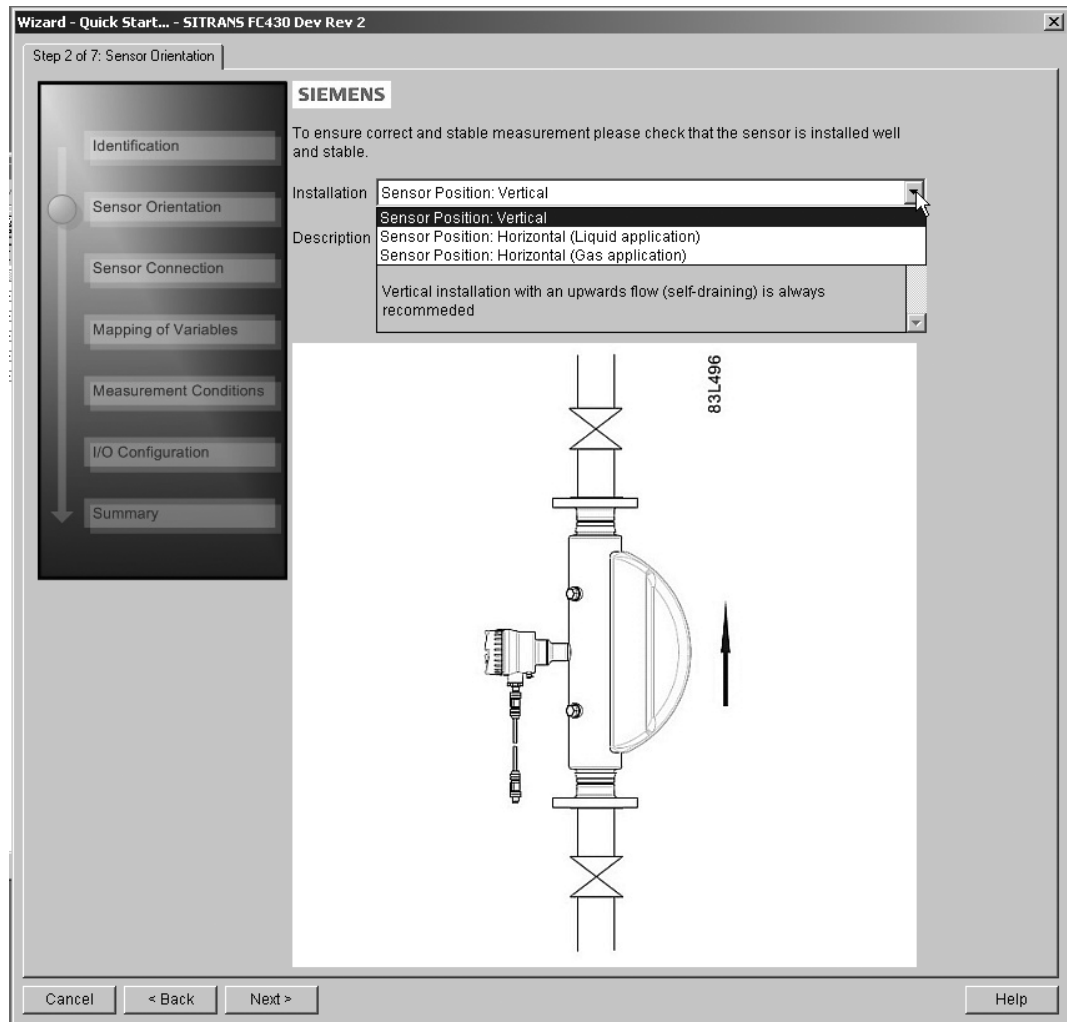 Wizard - Quick Start... - SITRANS FC430 Dev Rev 2
Step 2 of 7: Sensor Orientation
SIEMENS
To ensure correct and stable measurement please check that the sensor is installed well
and stable.
Identification
Sensor Orientation
Sensor Connection
Mapping of Variables
Measurement Conditions
I/O Configuration
Summary
Installation
Sensor Position: Vertical
Sensor Position: Vertical
Description
Sensor Position: Horizontal (Liquid application)
Sensor Position: Horizontal (Gas application)
Vertical installation with an upwards flow (self-draining) is always
recommeded
83L496
Cancel
< Back
Next >
Help